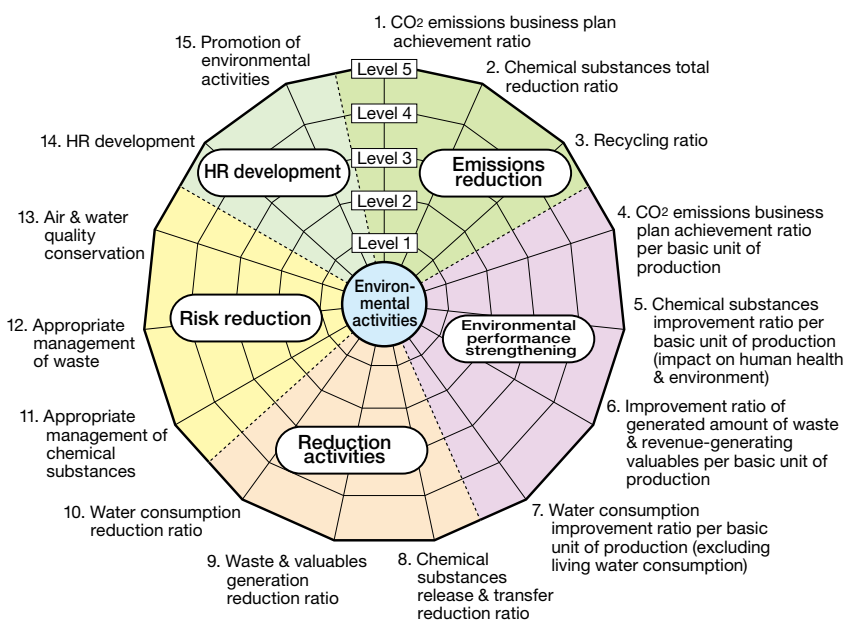 1. CO2 emissions business plan
achievement ratio
2. Chemical substances total
reduction ratio
3. Recycling ratio
4. CO2 emissions business
plan achievement ratio
per basic unit of
production
5. Chemical substances
improvement ratio per
basic unit of production
(impact on human health
& environment)
6. Improvement ratio of
generated amount of waste
& revenue-generating
valuables per basic unit of
production
7. Water consumption
improvement ratio per basic
unit of production (excluding
living water consumption)
8. Chemical
substances
release & transfer
reduction ratio
9. Waste & valuables
generation
reduction ratio
10. Water consumption
reduction ratio
11. Appropriate
management of
chemical
substances
12. Appropriate
management
of waste
13. Air & water
quality
conservation
14. HR development
15. Promotion of
environmental
activities
Level 5
Level 4
Level 3
Level 2
Level 1
HR development
Emissions
reduction
Environ-
mental
activities
Risk reduction
Environmental
performance
strengthening
Reduction
activities